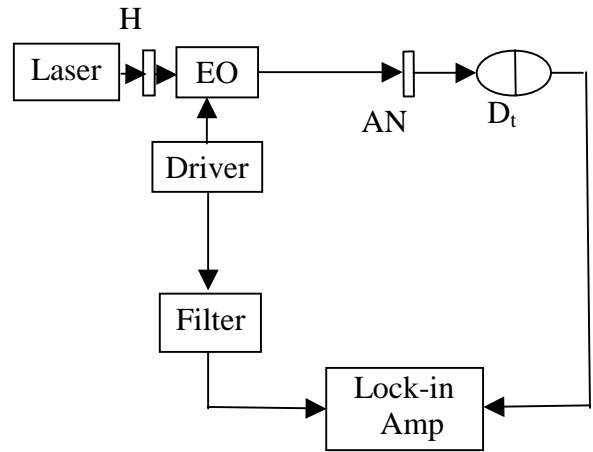 H
Laser
EO
AN
Dt
Driver
Filter
Lock-in
Amp